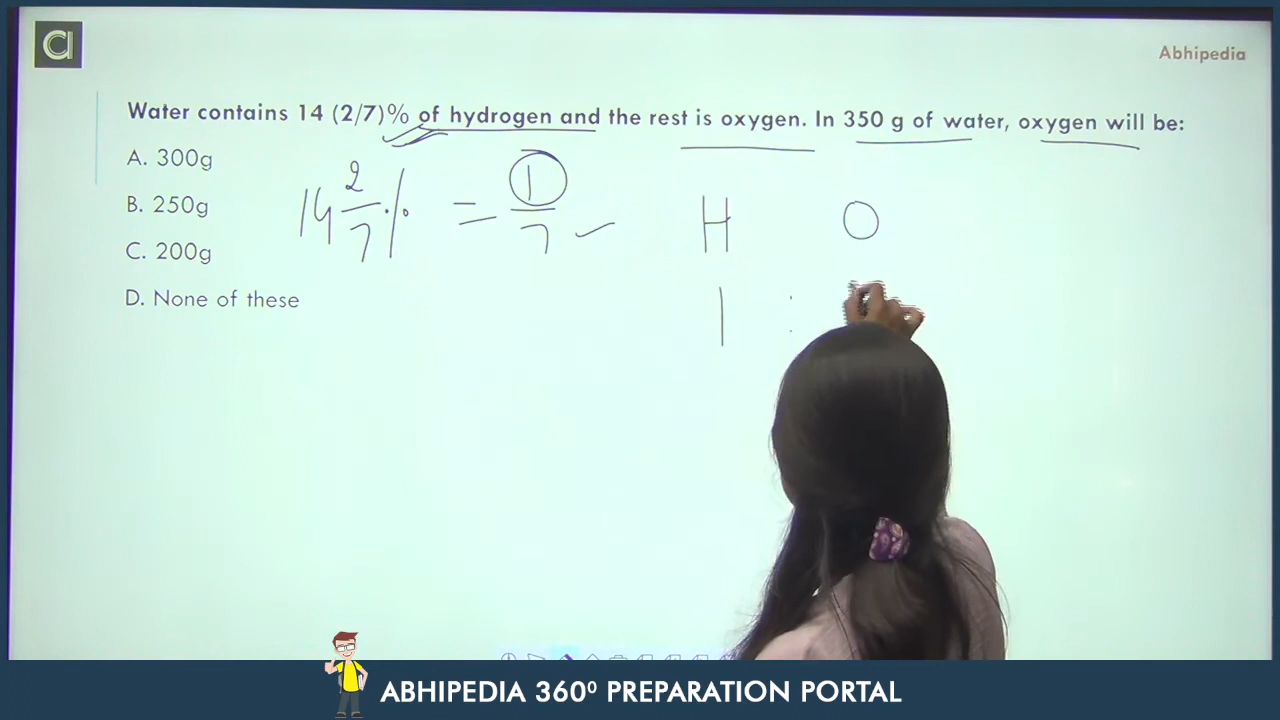 Abhipedia
Water contains 14 (2/7)% of hydrogen and the rest is oxygen. In 350 g of water, oxygen will be:
A. 300g
B. 250g
C. 200g
D. None of these
14 2/7 % = 1/7
H O
1 :
ABHIPEDIA 360⁰ PREPARATION PORTAL